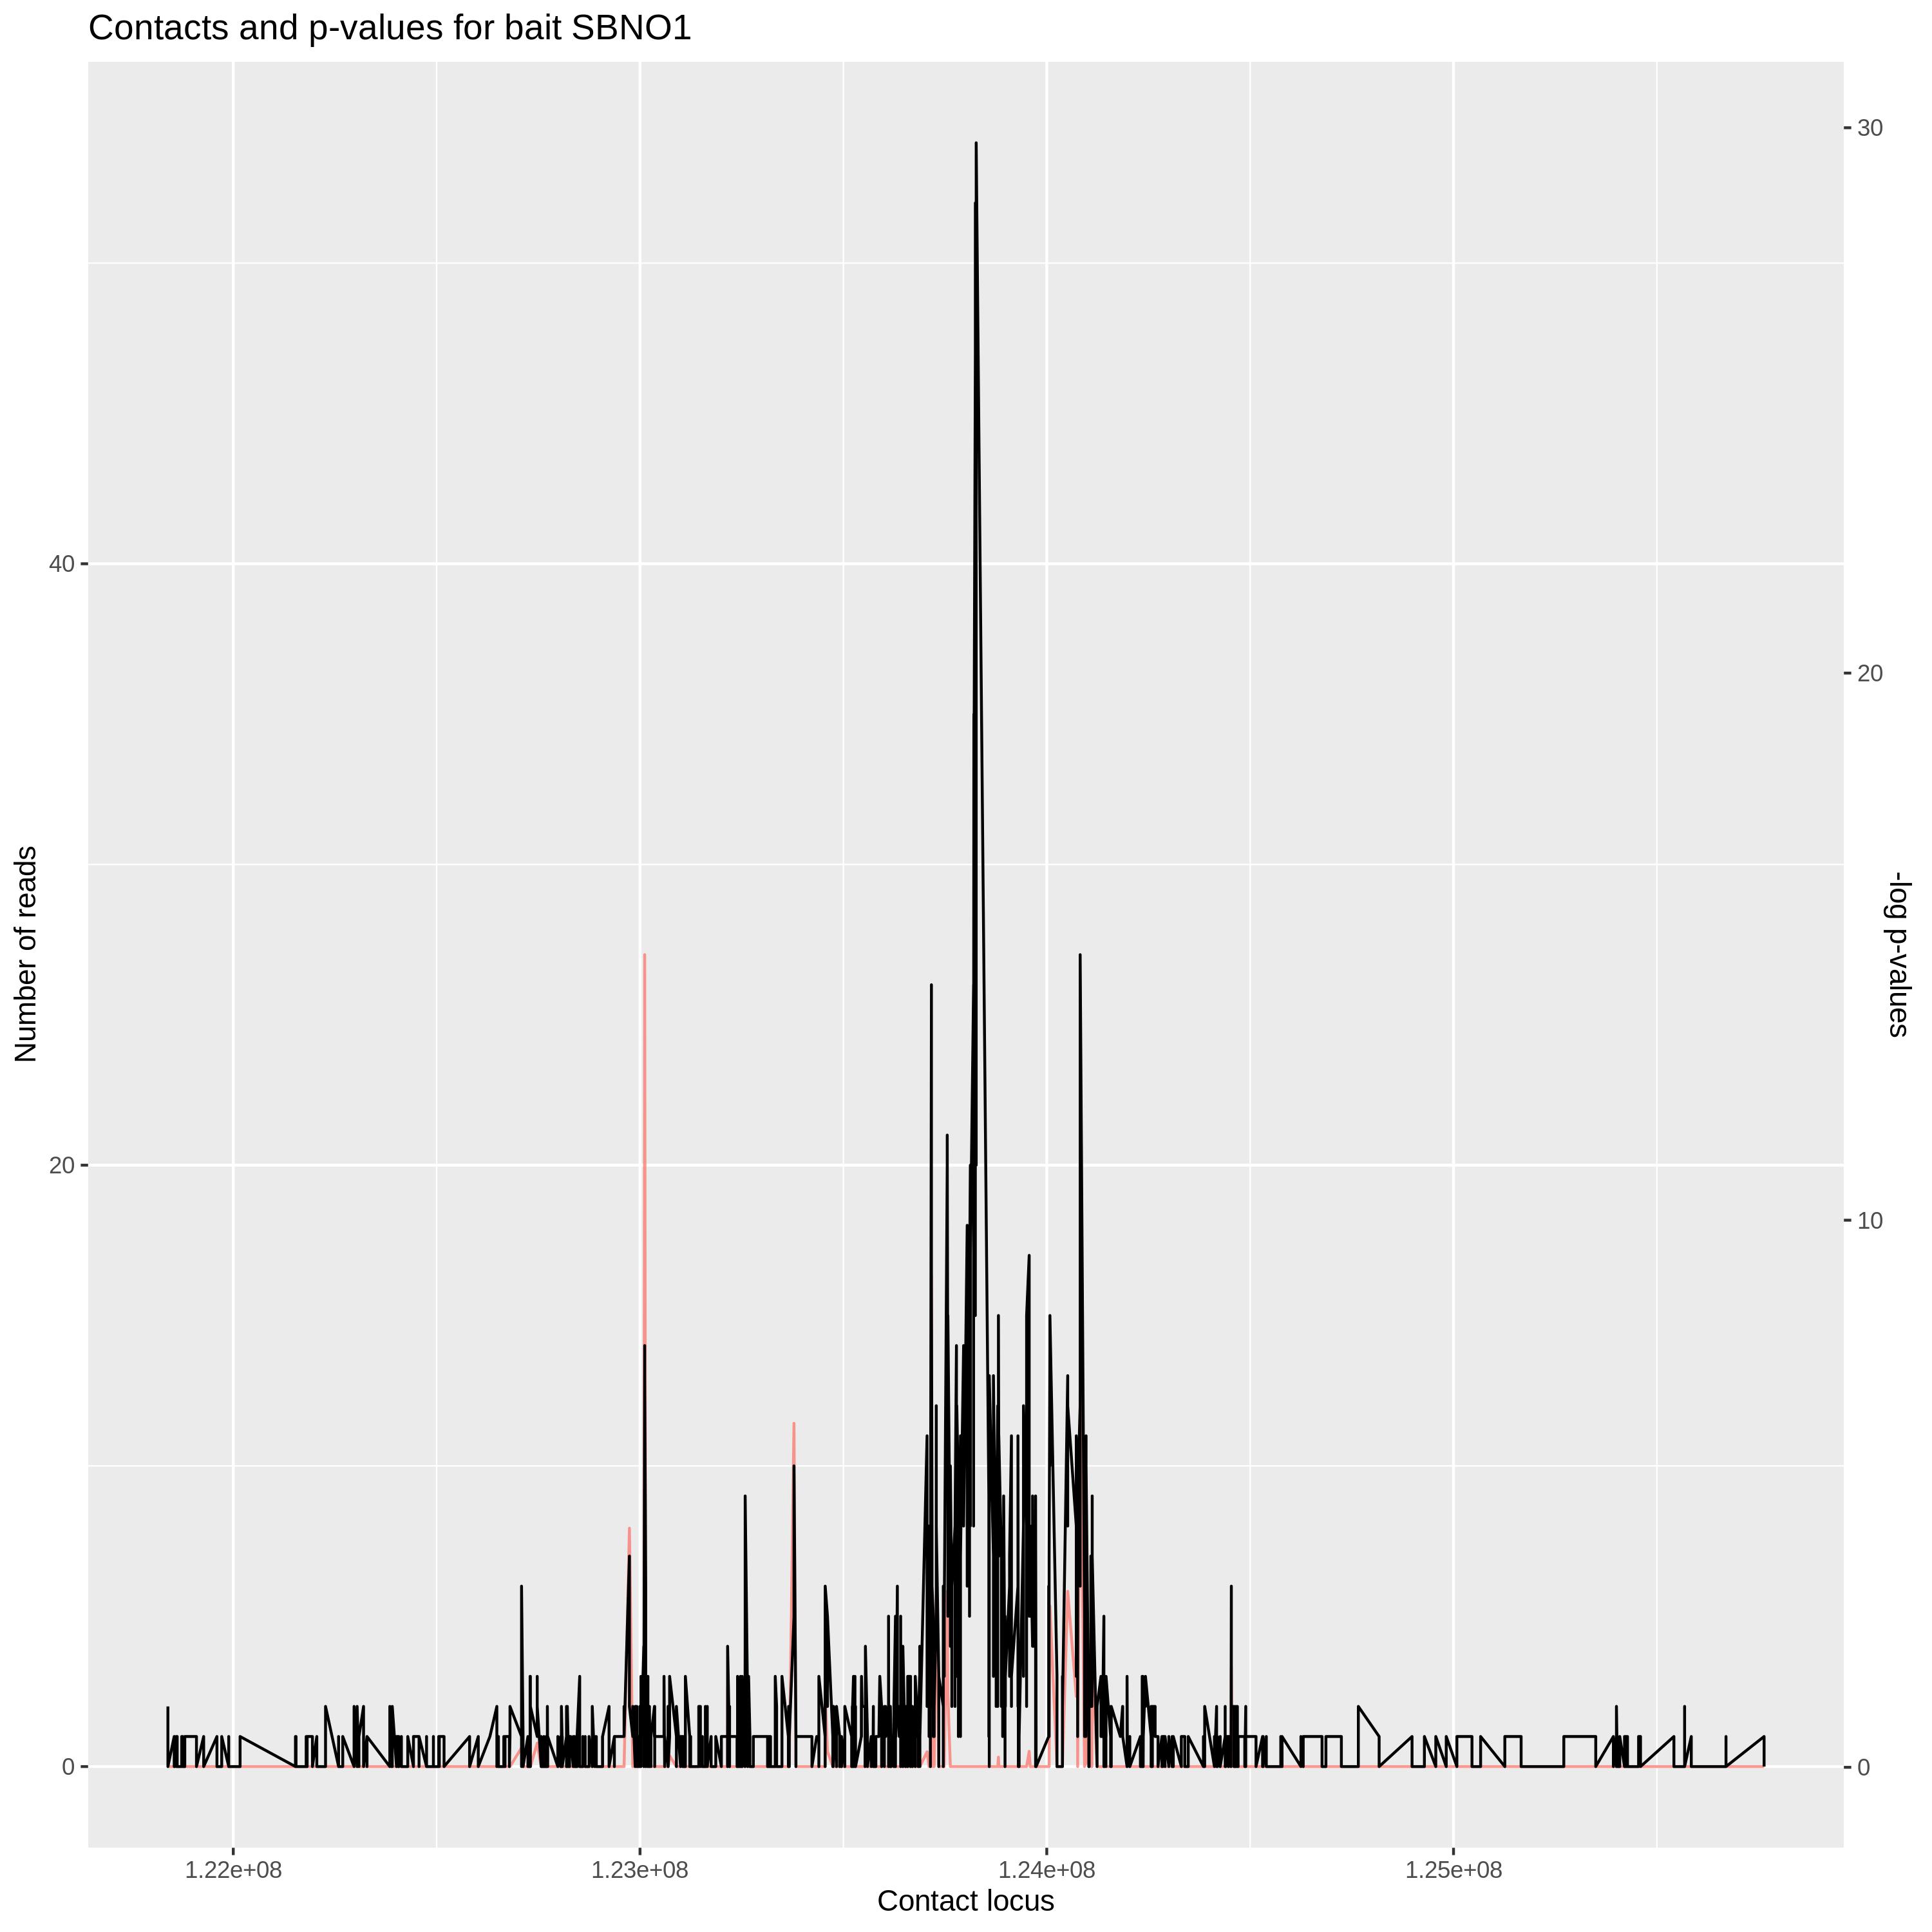 Contacts and p-values for bait SBNO1
30
40
20
20
10
0
0
Number of reads
-log p-values
1.22e+08
1.23e+08
1.24e+08
1.25e+08
Contact locus